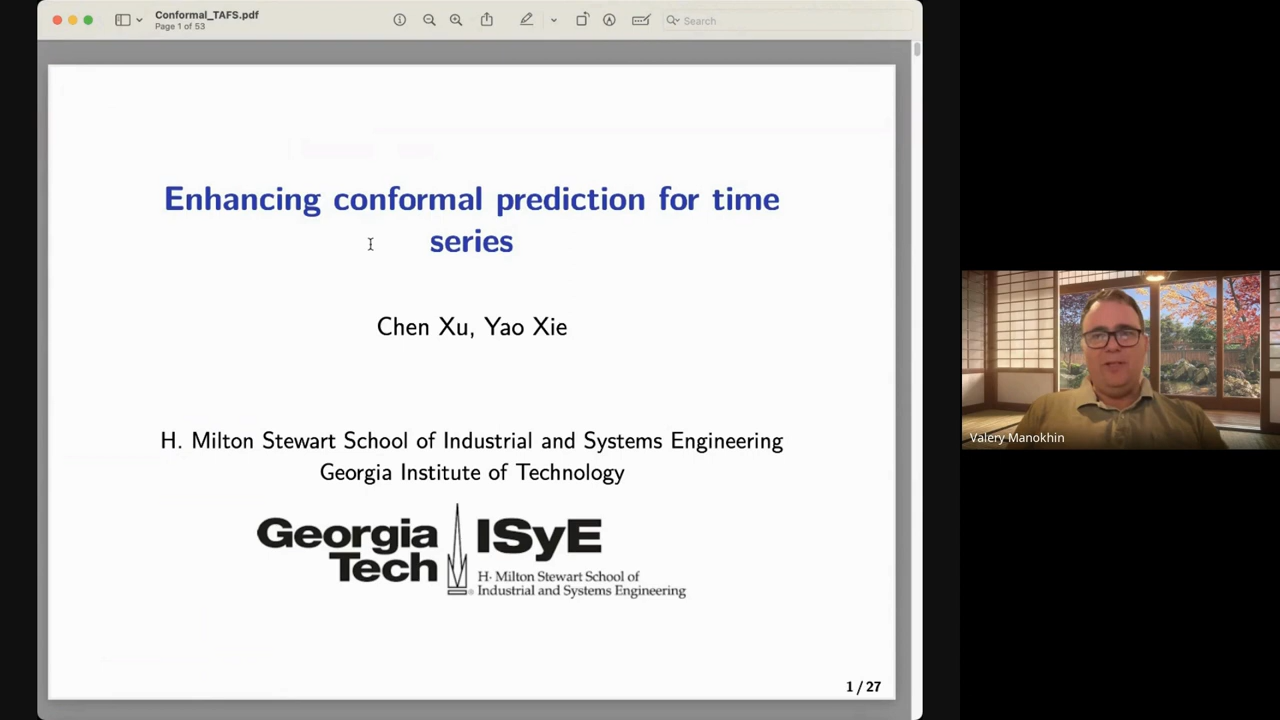 Conformal_TAFS.pdf
Page 1 of 53
Search
Enhancing conformal prediction for time
series
Chen Xu, Yao Xie
H. Milton Stewart School of Industrial and Systems Engineering
Georgia Institute of Technology
Georgia
Tech
ISyE
H. Milton Stewart School of
Industrial and Systems Engineering
1 / 27
Valery Manokhin